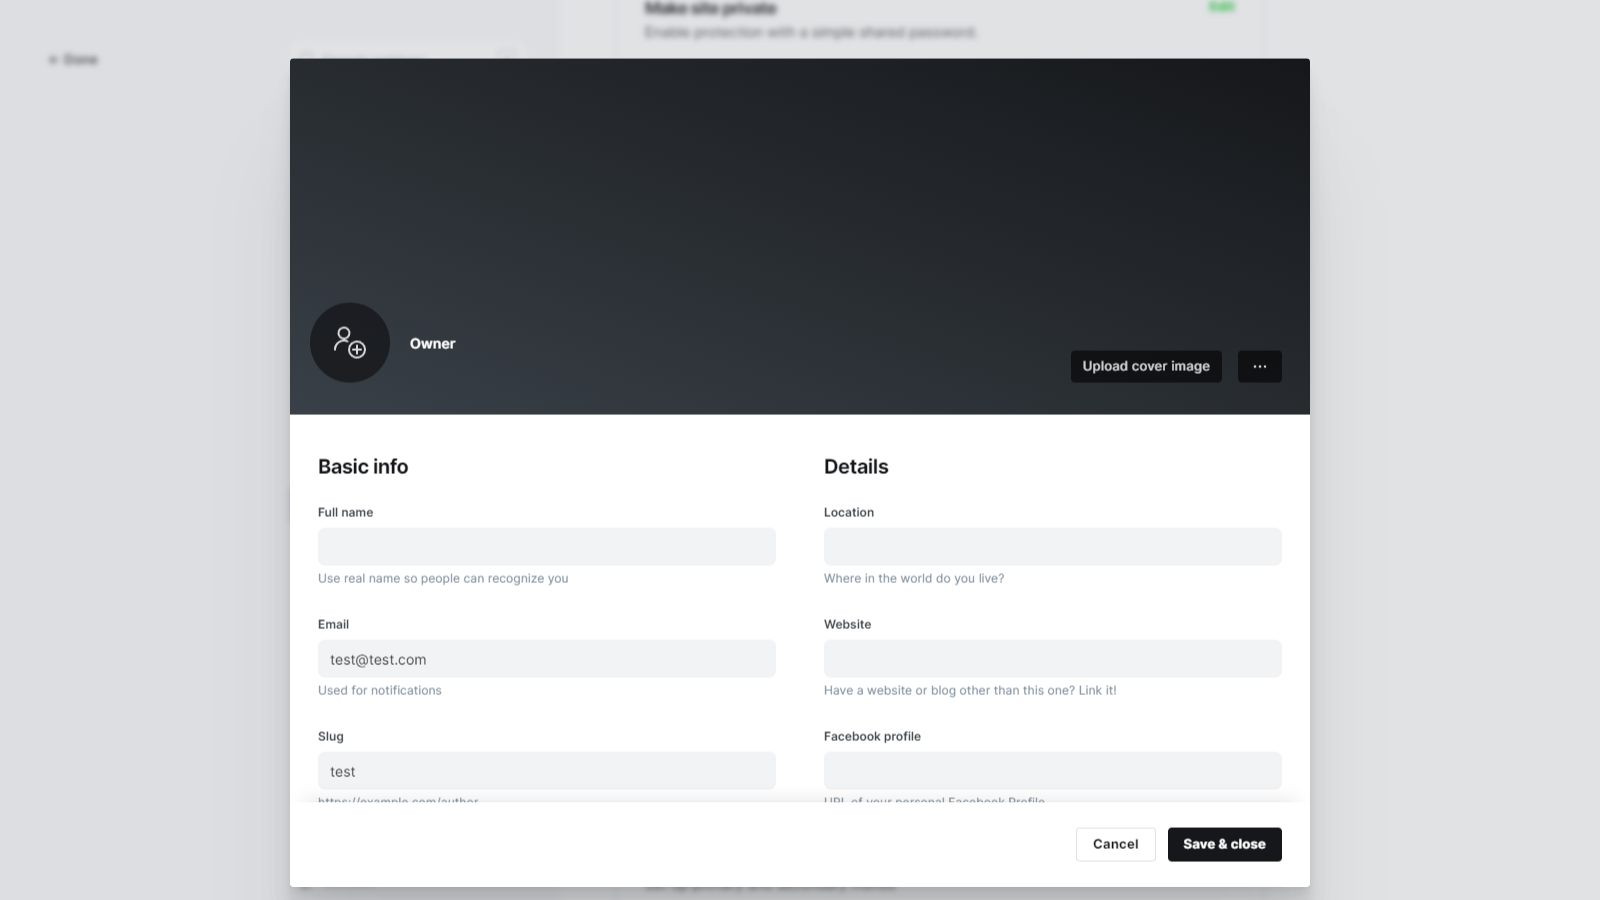 Make site private
Edit
Enable protection with a simple shared password.
← Done
Owner
Upload cover image
...
Basic info
Details
Full name
Location
Use real name so people can recognize you
Where in the world do you live?
Email
Website
test@test.com
Used for notifications
Have a website or blog other than this one? Link it!
Slug
Facebook profile
test
https://example.com/author
URL of your personal Facebook Profile
Cancel
Save & close